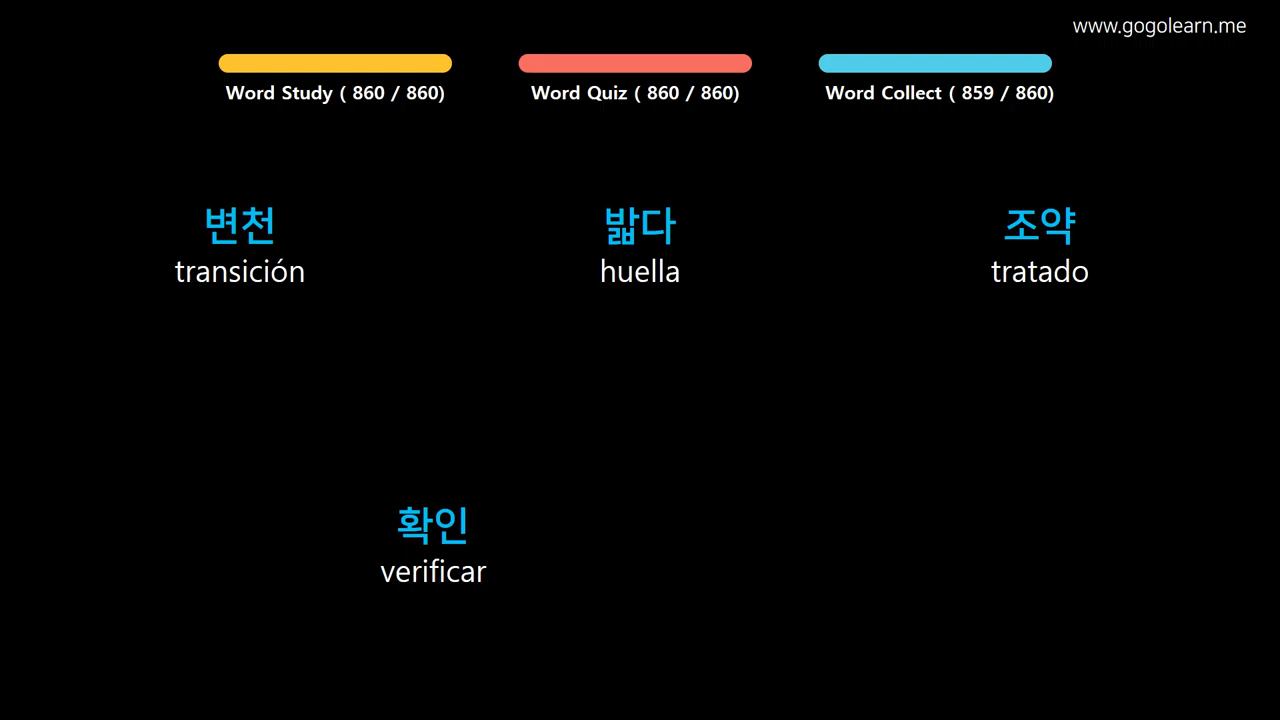 www.gogolearn.me
Word Study ( 860 / 860)
Word Quiz ( 860 / 860)
Word Collect ( 859 / 860)
변천
transición
밟다
huella
조약
tratado
확인
verificar